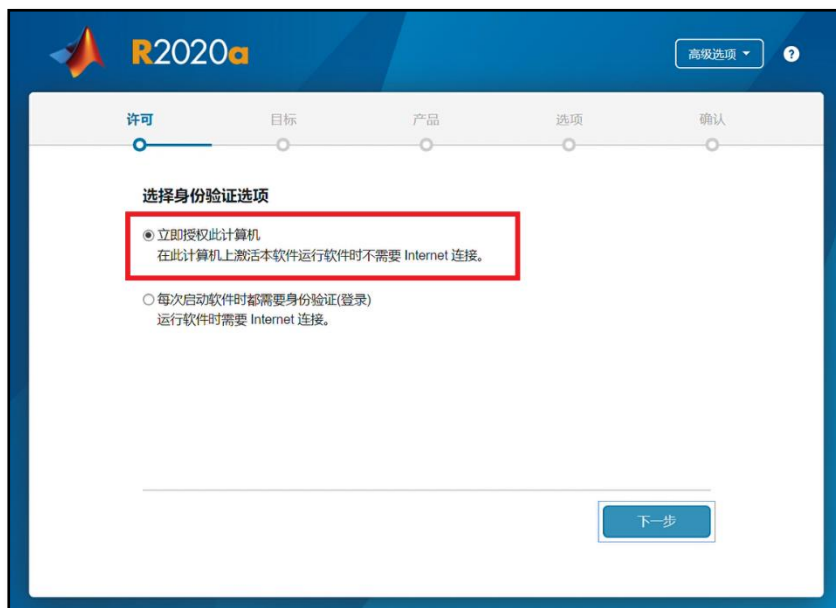 R2020a
高级选项
?
许可 目标 产品 选项 确认
选择身份验证选项
立即授权此计算机
在此计算机上激活本软件运行软件时不需要 Internet 连接。
每次启动软件时都需要身份验证(登录)
运行软件时需要 Internet 连接。
下一步